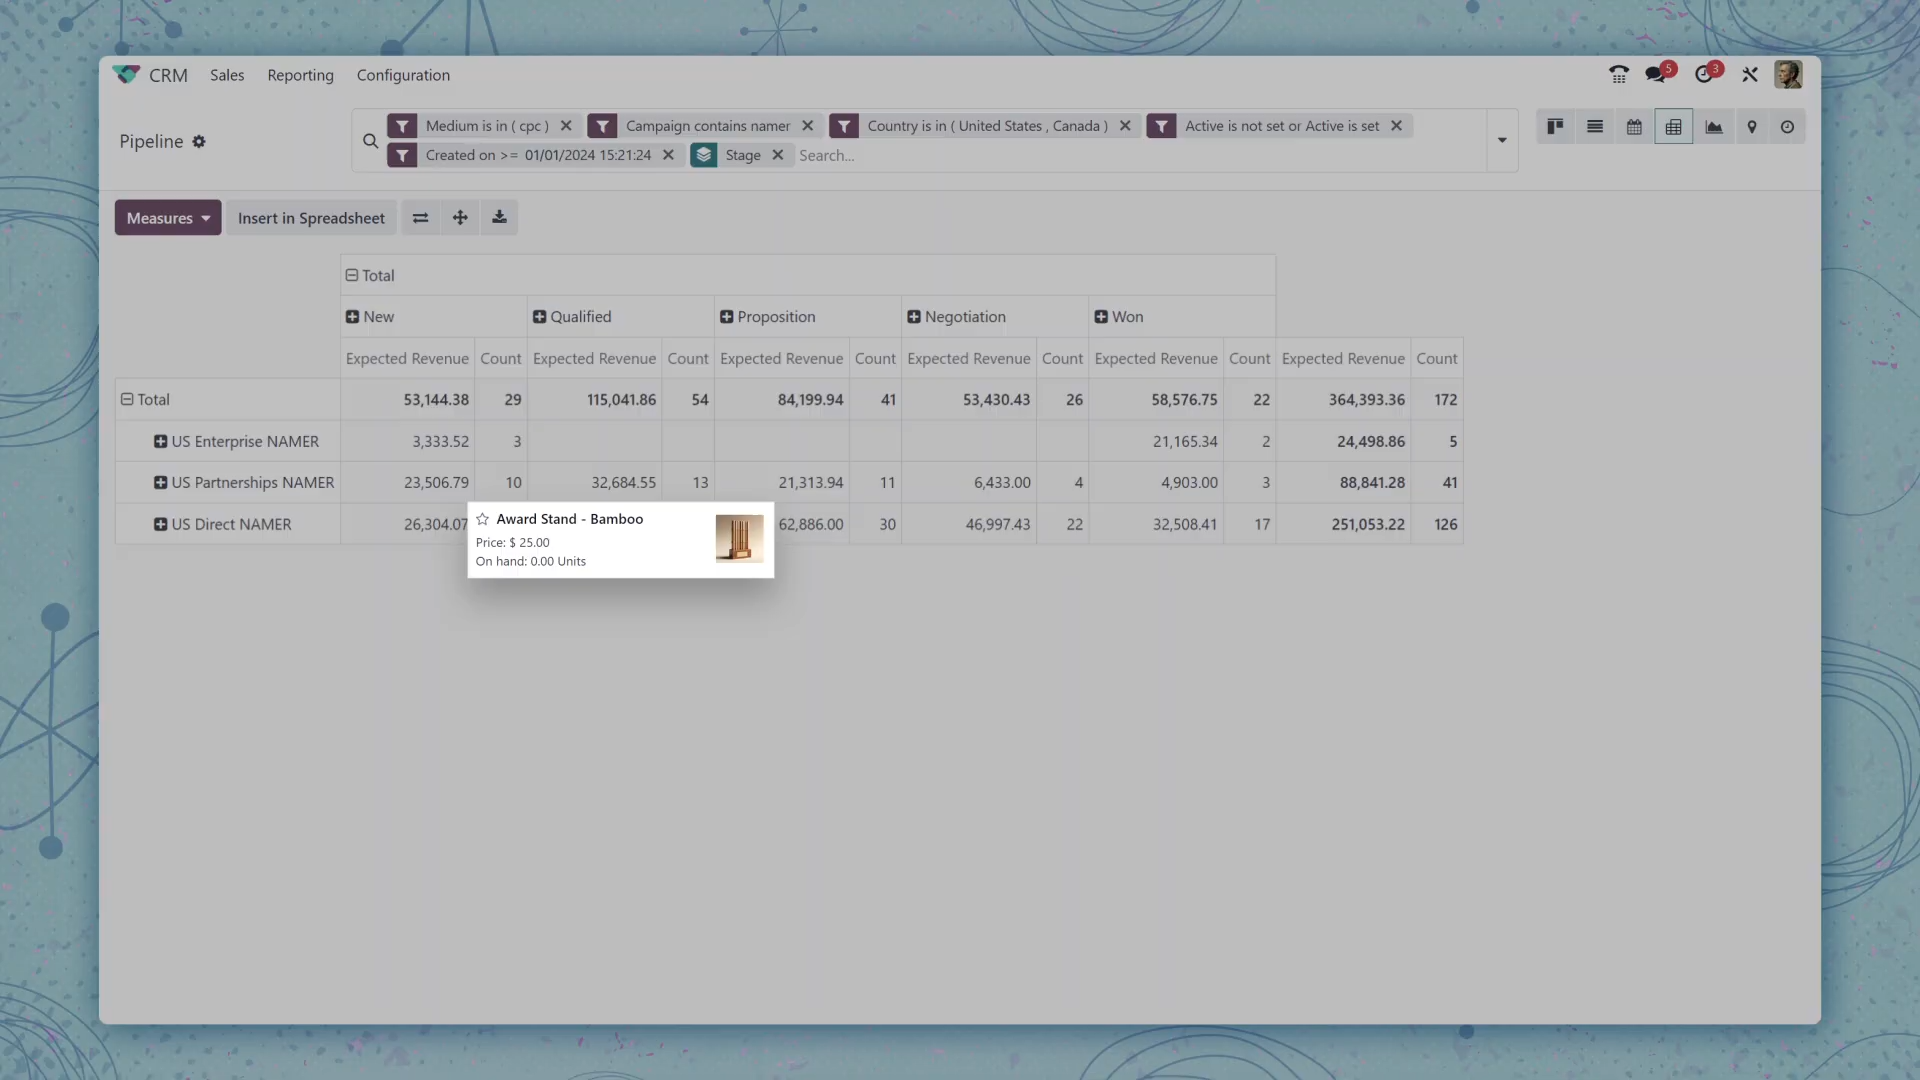 CRM Sales Reporting Configuration 5 3
Pipeline
Medium is in ( cpc ) Campaign contains namer Country is in ( United States , Canada ) Active is not set or Active is set
Created on >= 01/01/2024 15:21:24 Stage Search...
Measures Insert in Spreadsheet
Total
New Qualified Proposition Negotiation Won
Expected Revenue Count Expected Revenue Count Expected Revenue Count Expected Revenue Count Expected Revenue Count Expected Revenue Count
Total 53,144.38 29 115,041.86 54 84,199.94 41 53,430.43 26 58,576.75 22 364,393.36 172
US Enterprise NAMER 3,333.52 3 21,165.34 2 24,498.86 5
US Partnerships NAMER 23,506.79 10 32,684.55 13 21,313.94 11 6,433.00 4 4,903.00 3 88,841.28 41
US Direct NAMER 26,304.07 62,886.00 30 46,997.43 22 32,508.41 17 251,053.22 126
Award Stand - Bamboo
Price: $ 25.00
On hand: 0.00 Units